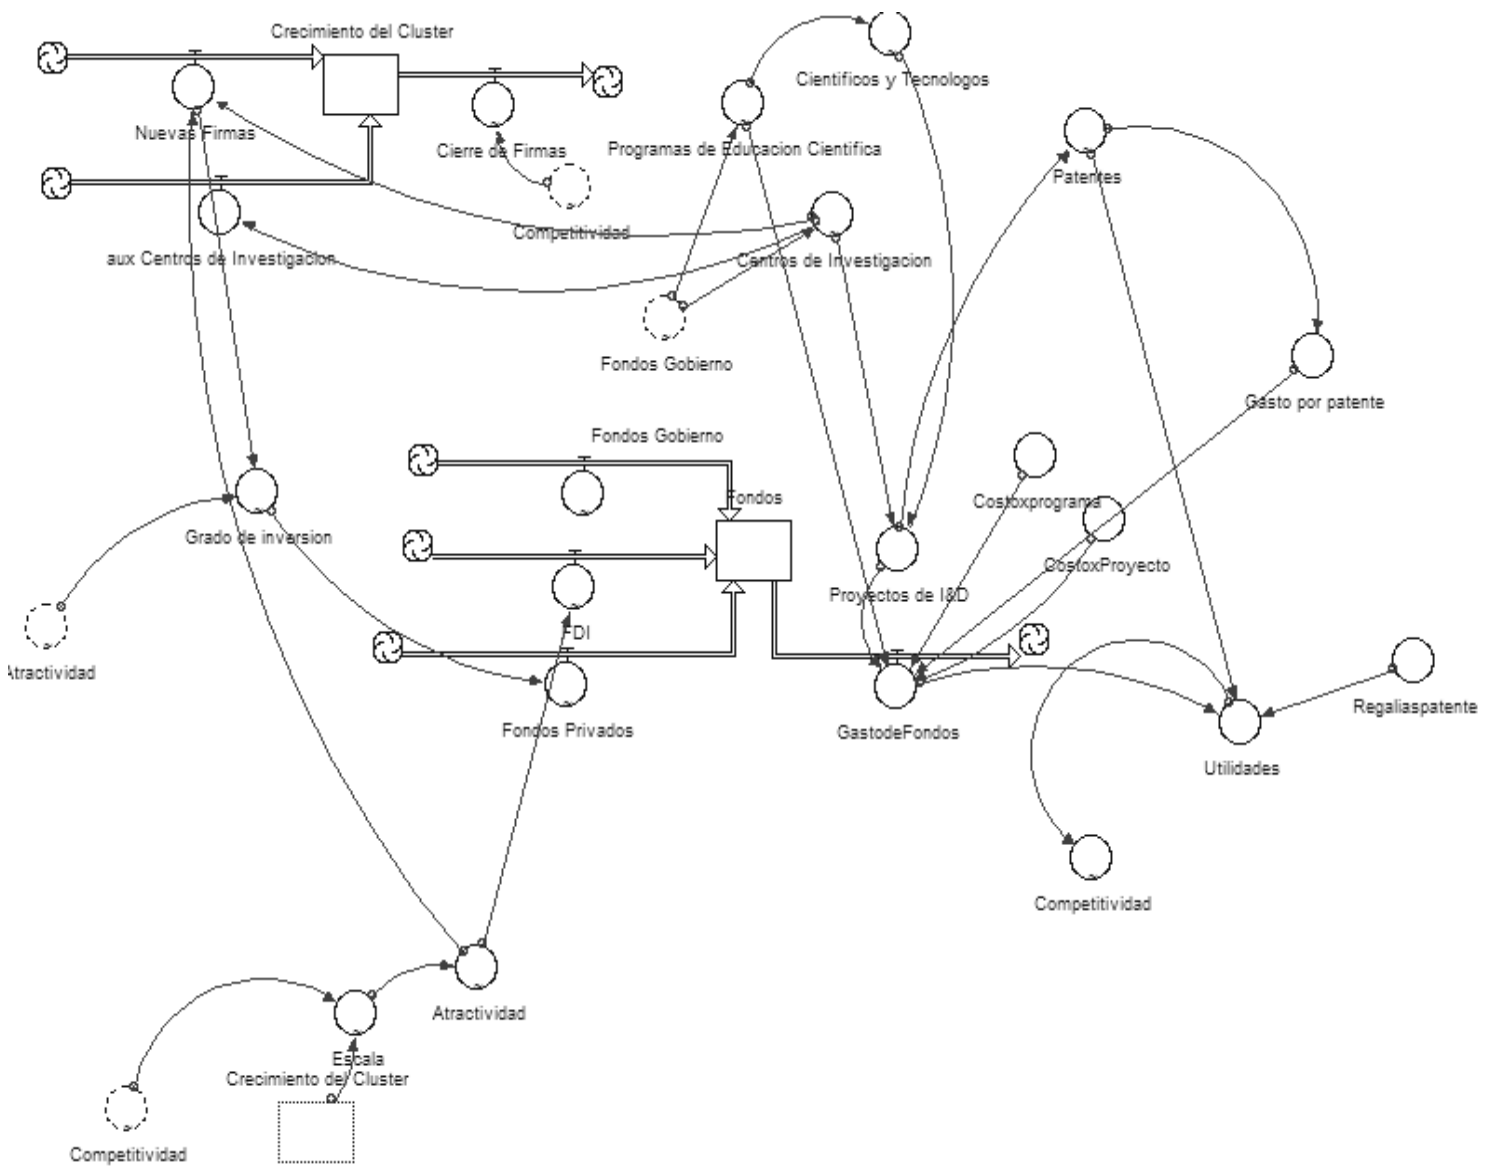 Crecimiento del Cluster
Cientificos y Tecnologos
Nuevas Firmas
Cierre de Firmas
Programas de Educacion Cientifica
Patentes
Competitividad
aux Centros de Investigacion
Centros de Investigacion
Fondos Gobierno
Gasto por patente
Fondos Gobierno
Fondos
Costoxprograma
Grado de inversion
CostoxProyecto
Proyectos de I&D
FDI
Atractividad
Fondos Privados
GastodeFondos
Regaliaspatente
Utilidades
Competitividad
Atractividad
Escala
Crecimiento del Cluster
Competitividad